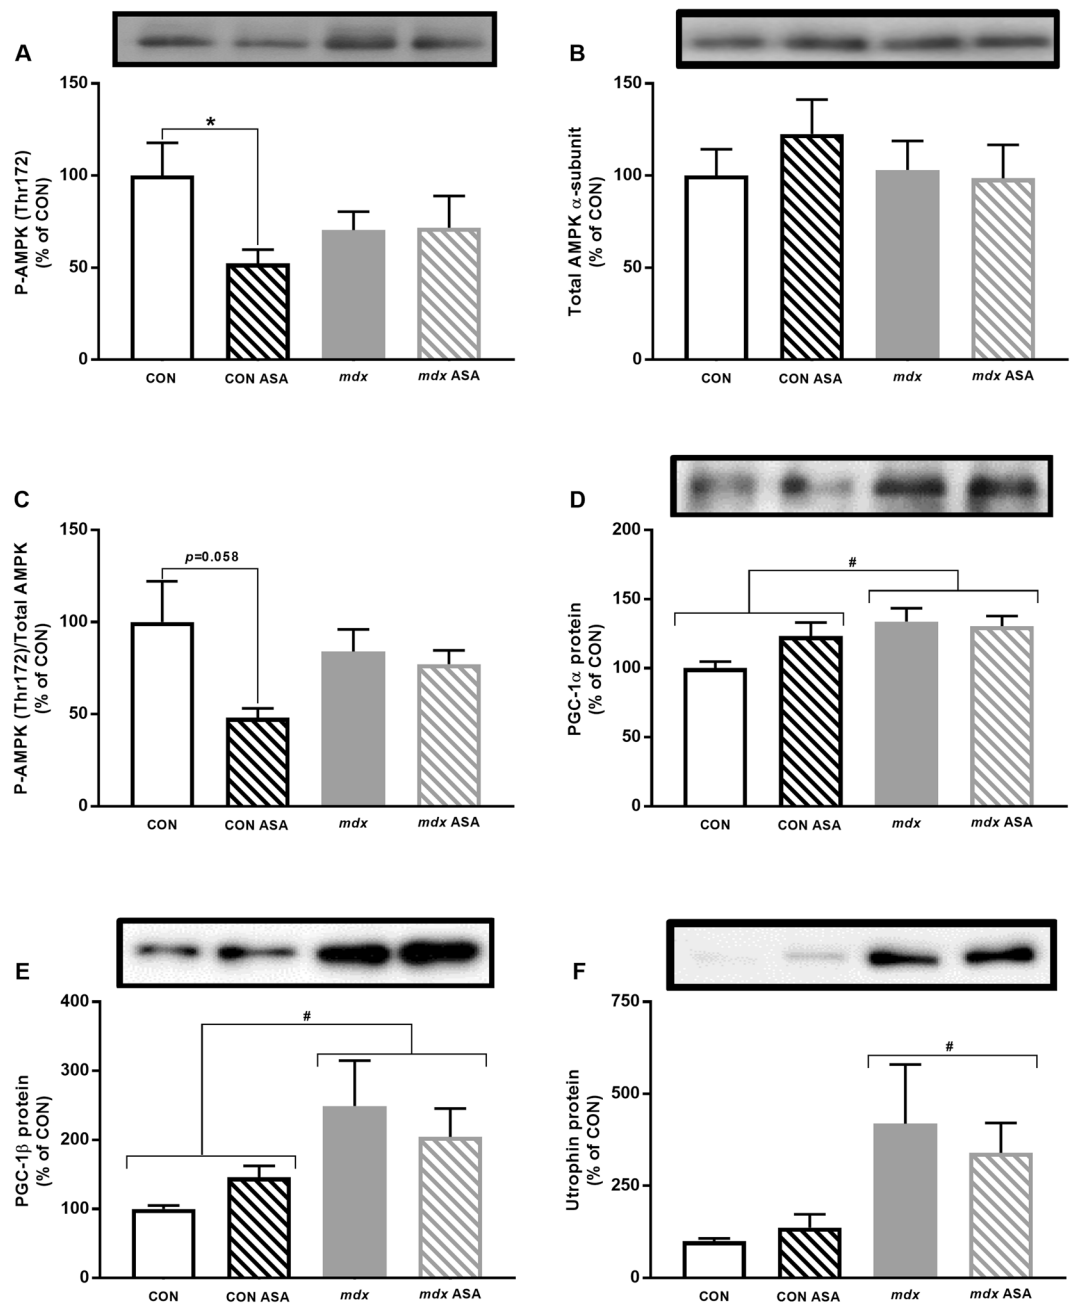 A
P-AMPK (Thr172)
(% of CON)
150
100
50
0
*
CON
CON ASA
mdx
mdx ASA
B
Total AMPK α-subunit
(% of CON)
150
100
50
0
CON
CON ASA
mdx
mdx ASA
C
P-AMPK (Thr172)/Total AMPK
(% of CON)
150
100
50
0
p=0.058
CON
CON ASA
mdx
mdx ASA
D
PGC-1α protein
(% of CON)
200
150
100
50
0
#
CON
CON ASA
mdx
mdx ASA
E
PGC-1β protein
(% of CON)
400
300
200
100
0
#
CON
CON ASA
mdx
mdx ASA
F
Utrophin protein
(% of CON)
750
500
250
0
#
CON
CON ASA
mdx
mdx ASA